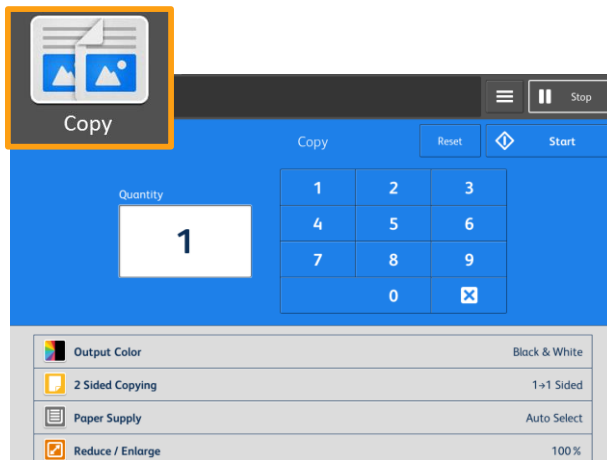 Copy
Stop
Copy
Reset
Start
Quantity
1
1 2 3
4 5 6
7 8 9
0
Output Color Black & White
2 Sided Copying 1→1 Sided
Paper Supply Auto Select
Reduce / Enlarge 100 %